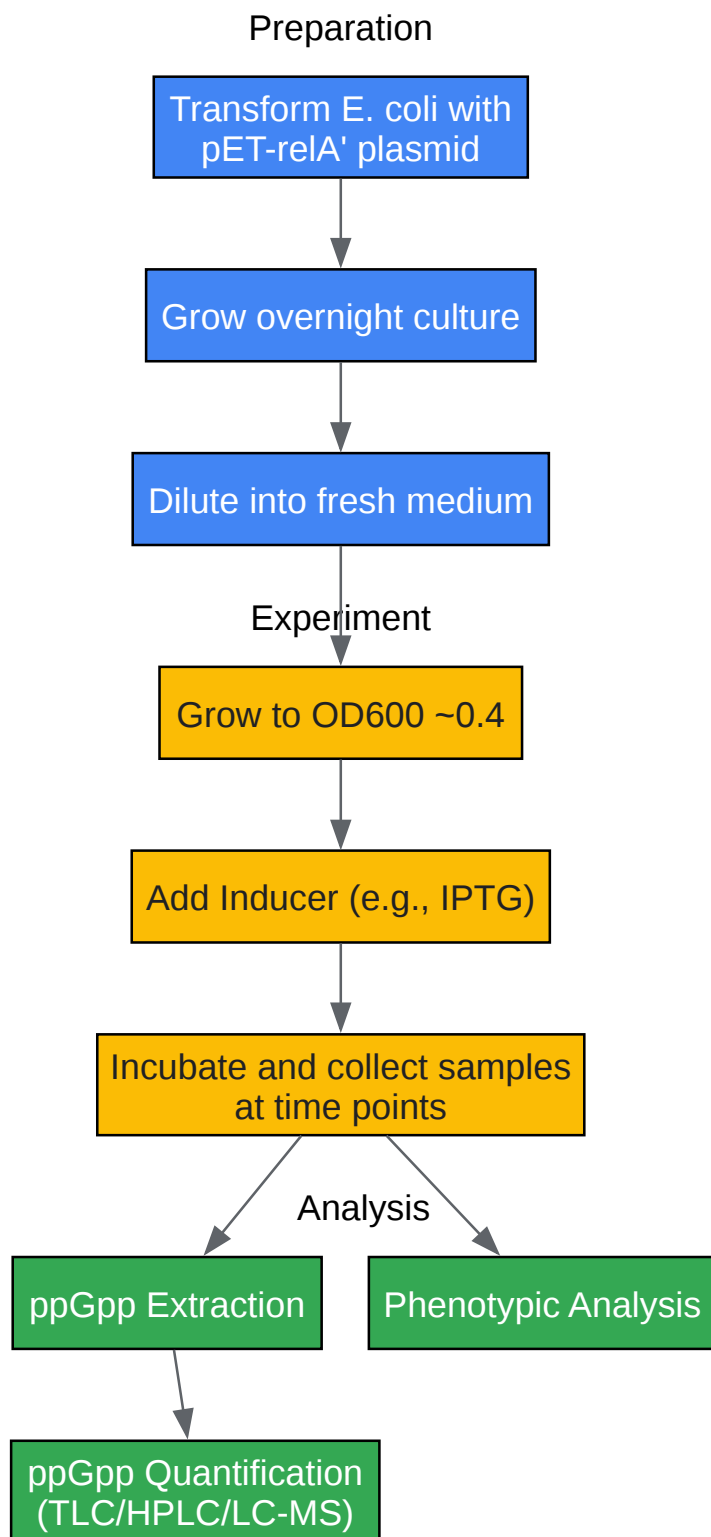 Preparation
Transform E. coli with
pET-relA' plasmid
Grow overnight culture
Dilute into fresh medium
Experiment
Grow to OD600 ~0.4
Add Inducer (e.g., IPTG)
Incubate and collect samples
at time points
Analysis
ppGpp Extraction
Phenotypic Analysis
ppGpp Quantification
(TLC/HPLC/LC-MS)